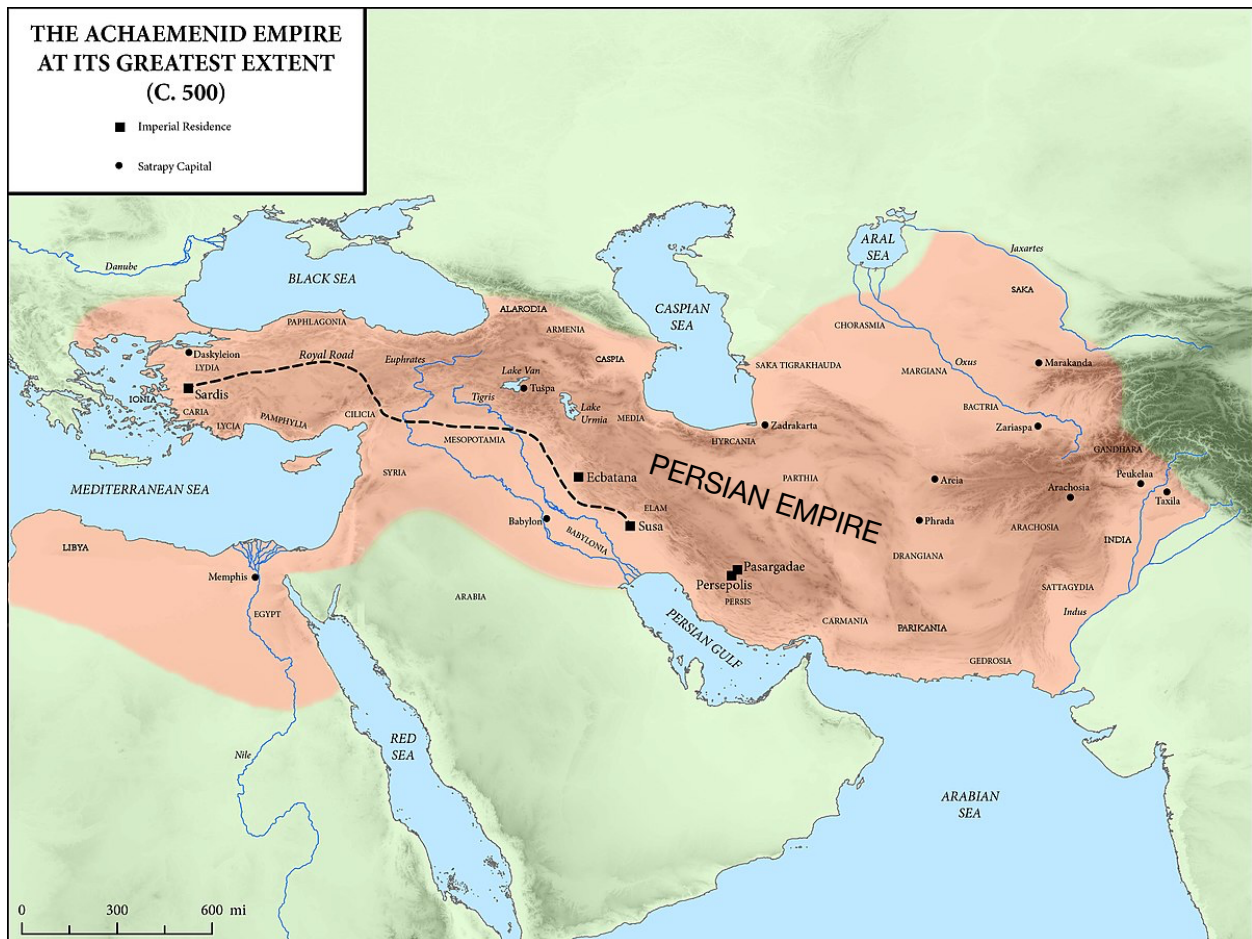 THE ACHAEMENID EMPIRE
AT ITS GREATEST EXTENT
(C. 500)
Imperial Residence
Satrapy Capital
Danube
BLACK SEA
CASPIAN
SEA
ARAL
SEA
Jaxartes
SAKA
ALARODIA
PAPHLAGONIA
ARMENIA
CHORASMIA
Daskyleion
LYDIA
Royal Road
Euphrates
CASPIA
SAKA TIGRAKHAUDA
Oxus
MARGIANA
Marakanda
Lake Van
Tušpa
Sardis
IONIA
CARIA
LYCIA
PAMPHYLIA
CILICIA
Tigris
Lake
Urmia
MEDIA
BACTRIA
Zadrakarta
Zariaspa
HYRCANIA
MESOPOTAMIA
GANDHARA
MEDITERRANEAN SEA
SYRIA
Ecbatana
PERSIAN EMPIRE
PARTHIA
Areia
Peukelaa
Arachosia
Taxila
ELAM
Susa
Babylon
BABYLONIA
Phrada
ARACHOSIA
INDIA
LIBYA
DRANGIANA
Memphis
Pasargadae
Persepolis
PERSIS
SATTAGYDIA
ARABIA
EGYPT
Indus
CARMANIA
PARIKANIA
PERSIAN GULF
GEDROSIA
Nile
RED
SEA
ARABIAN
SEA
0 300 600 mi